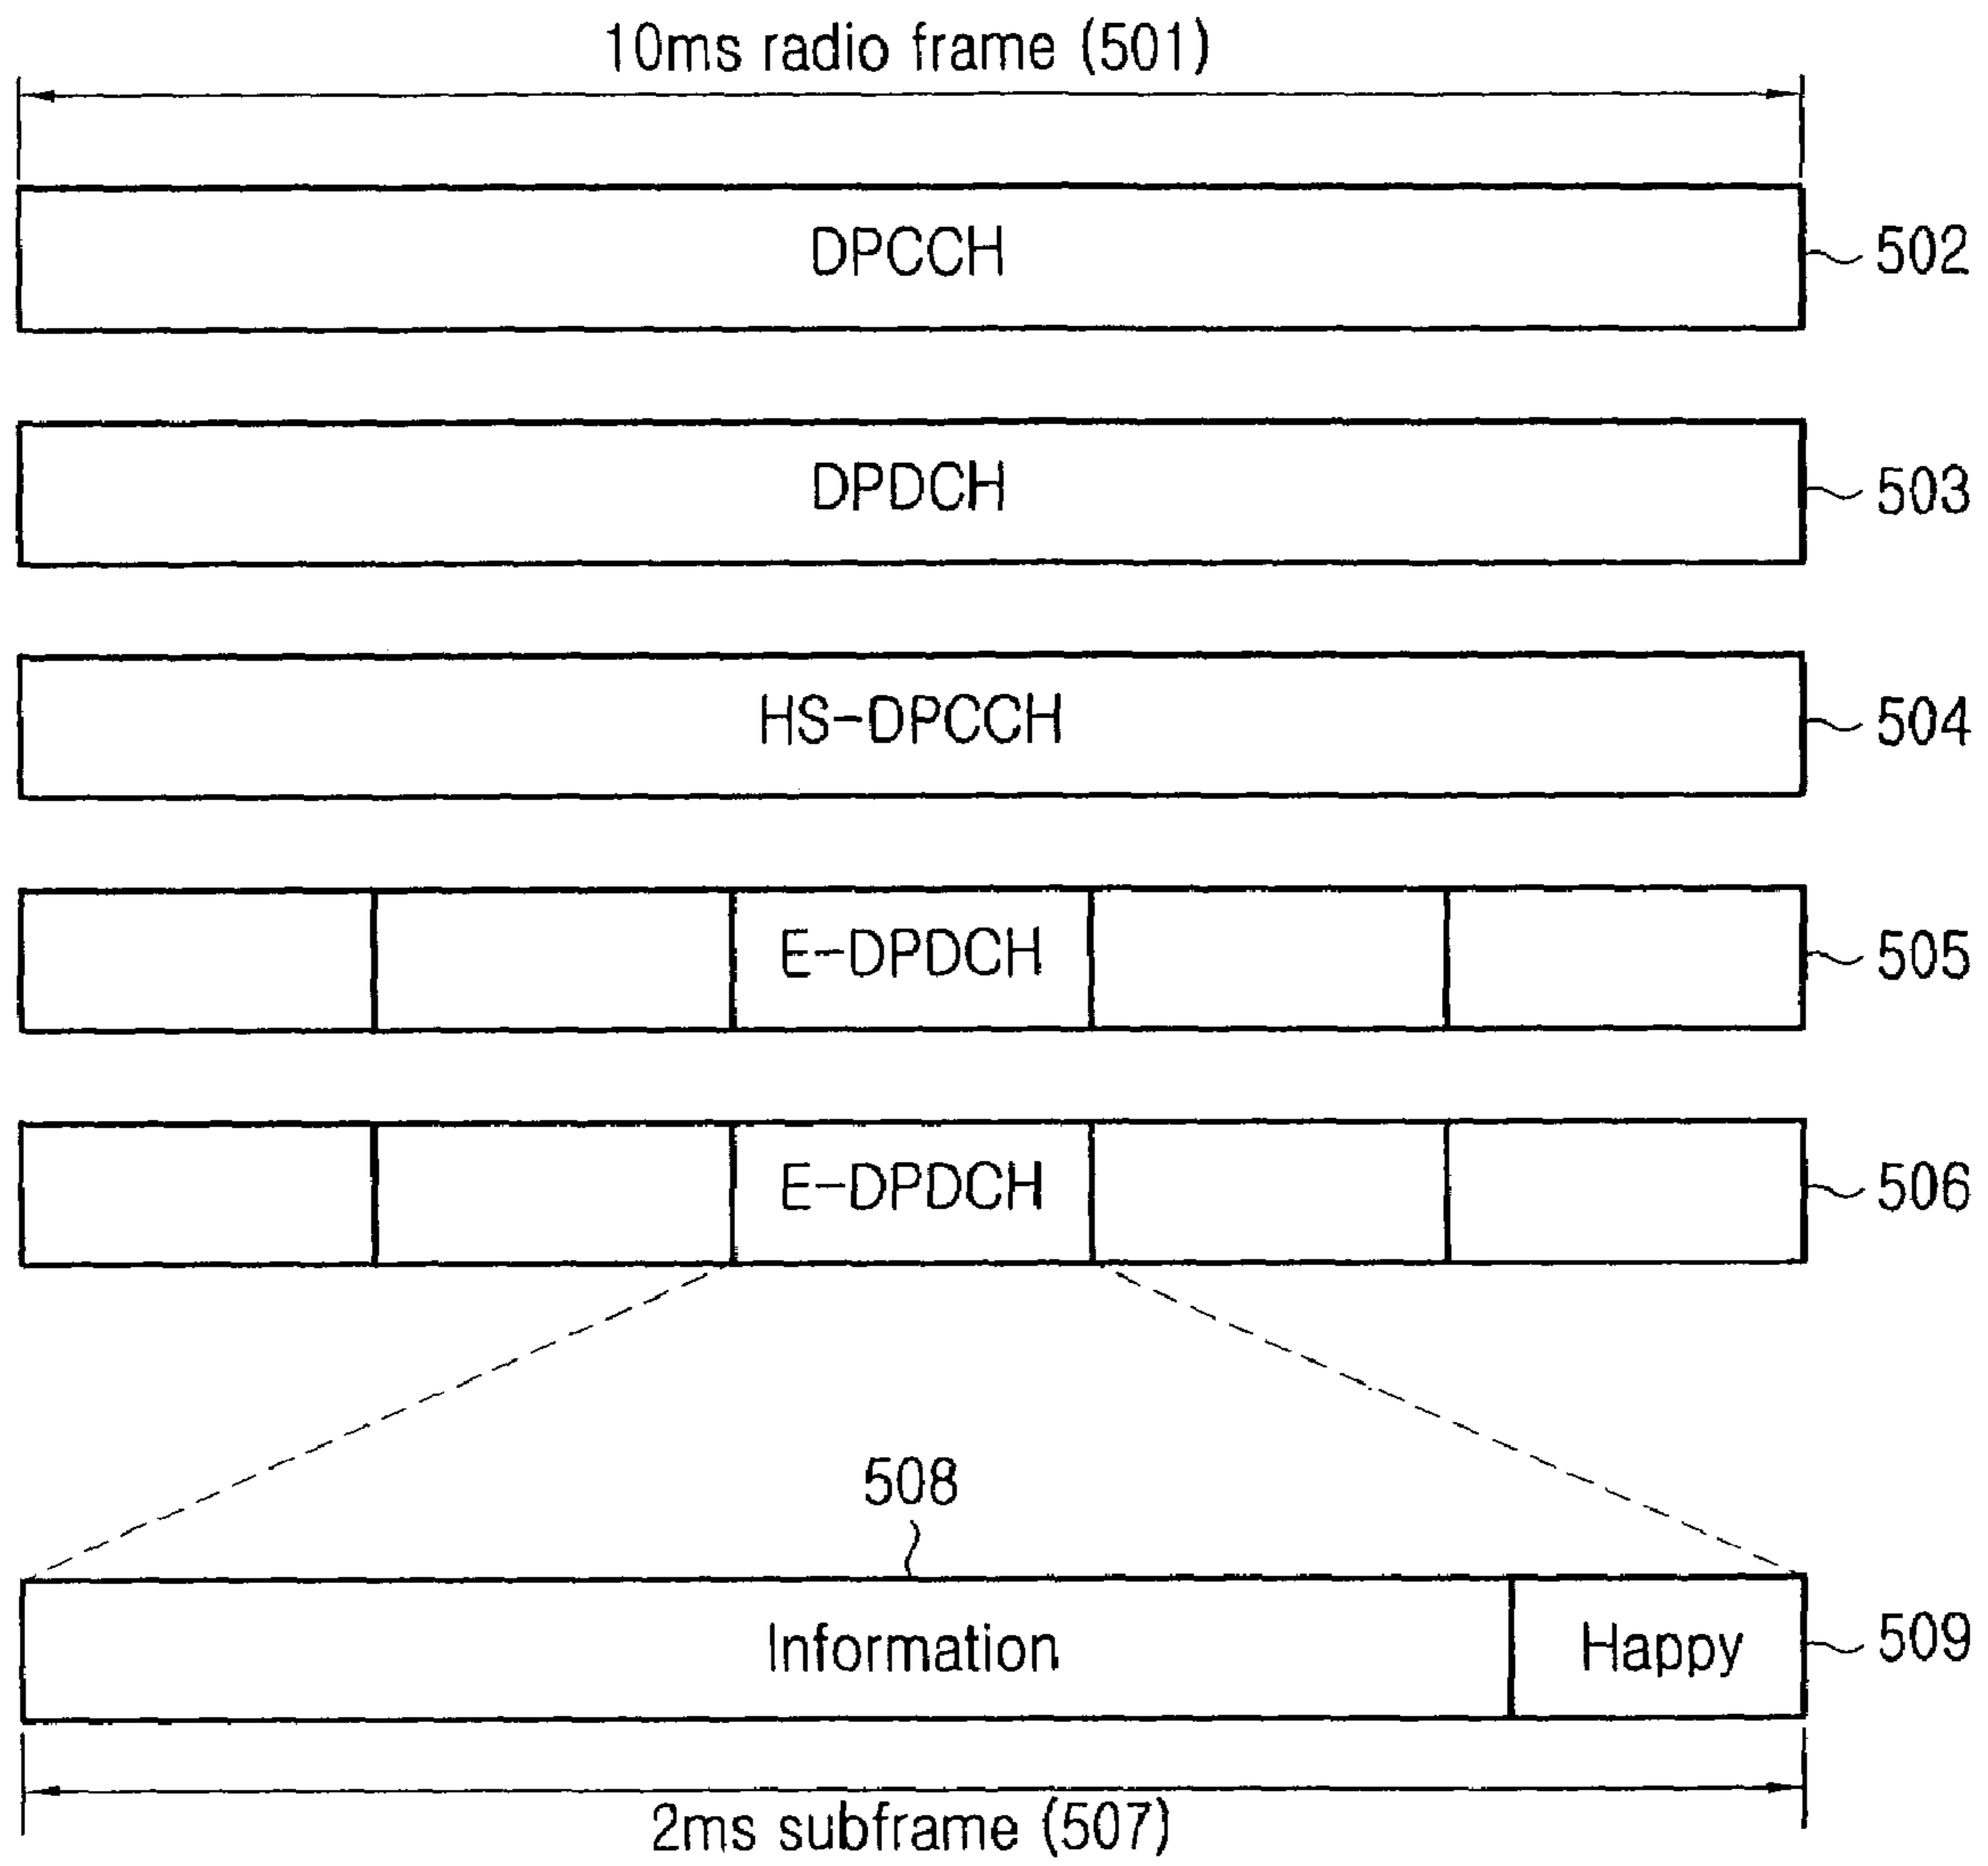 10ms radio frame (501)
DPCCH
502
DPDCH
503
HS-DPCCH
504
E-DPDCH
505
E-DPDCH
506
508
Information
Happy
509
2ms subframe (507)